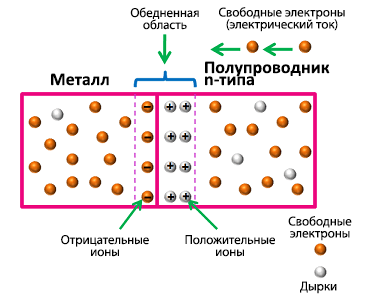 Обедненная
область
Свободные электроны
(электрический ток)
Металл
Полупроводник
n-типа
Отрицательные
ионы
Положительные
ионы
Свободные
электроны
Дырки